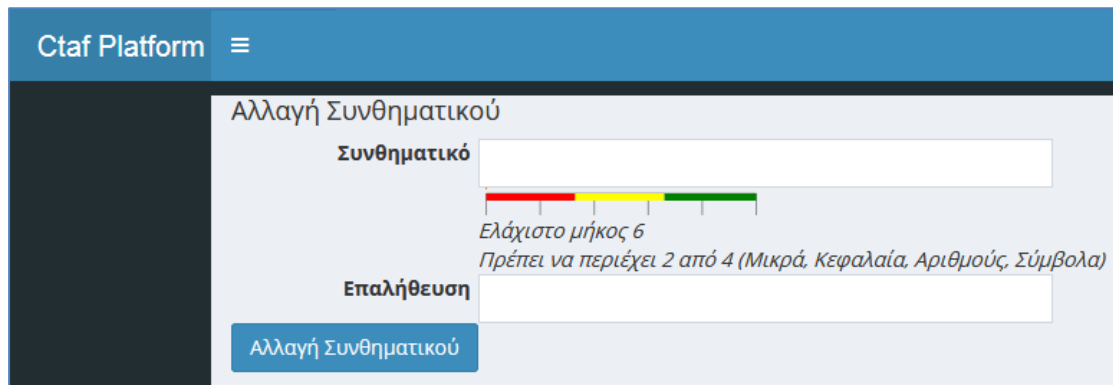 Ctaf Platform
Αλλαγή Συνθηματικού
Συνθηματικό
Ελάχιστο μήκος 6
Πρέπει να περιέχει 2 από 4 (Μικρά, Κεφαλαία, Αριθμούς, Σύμβολα)
Επαλήθευση
Αλλαγή Συνθηματικού